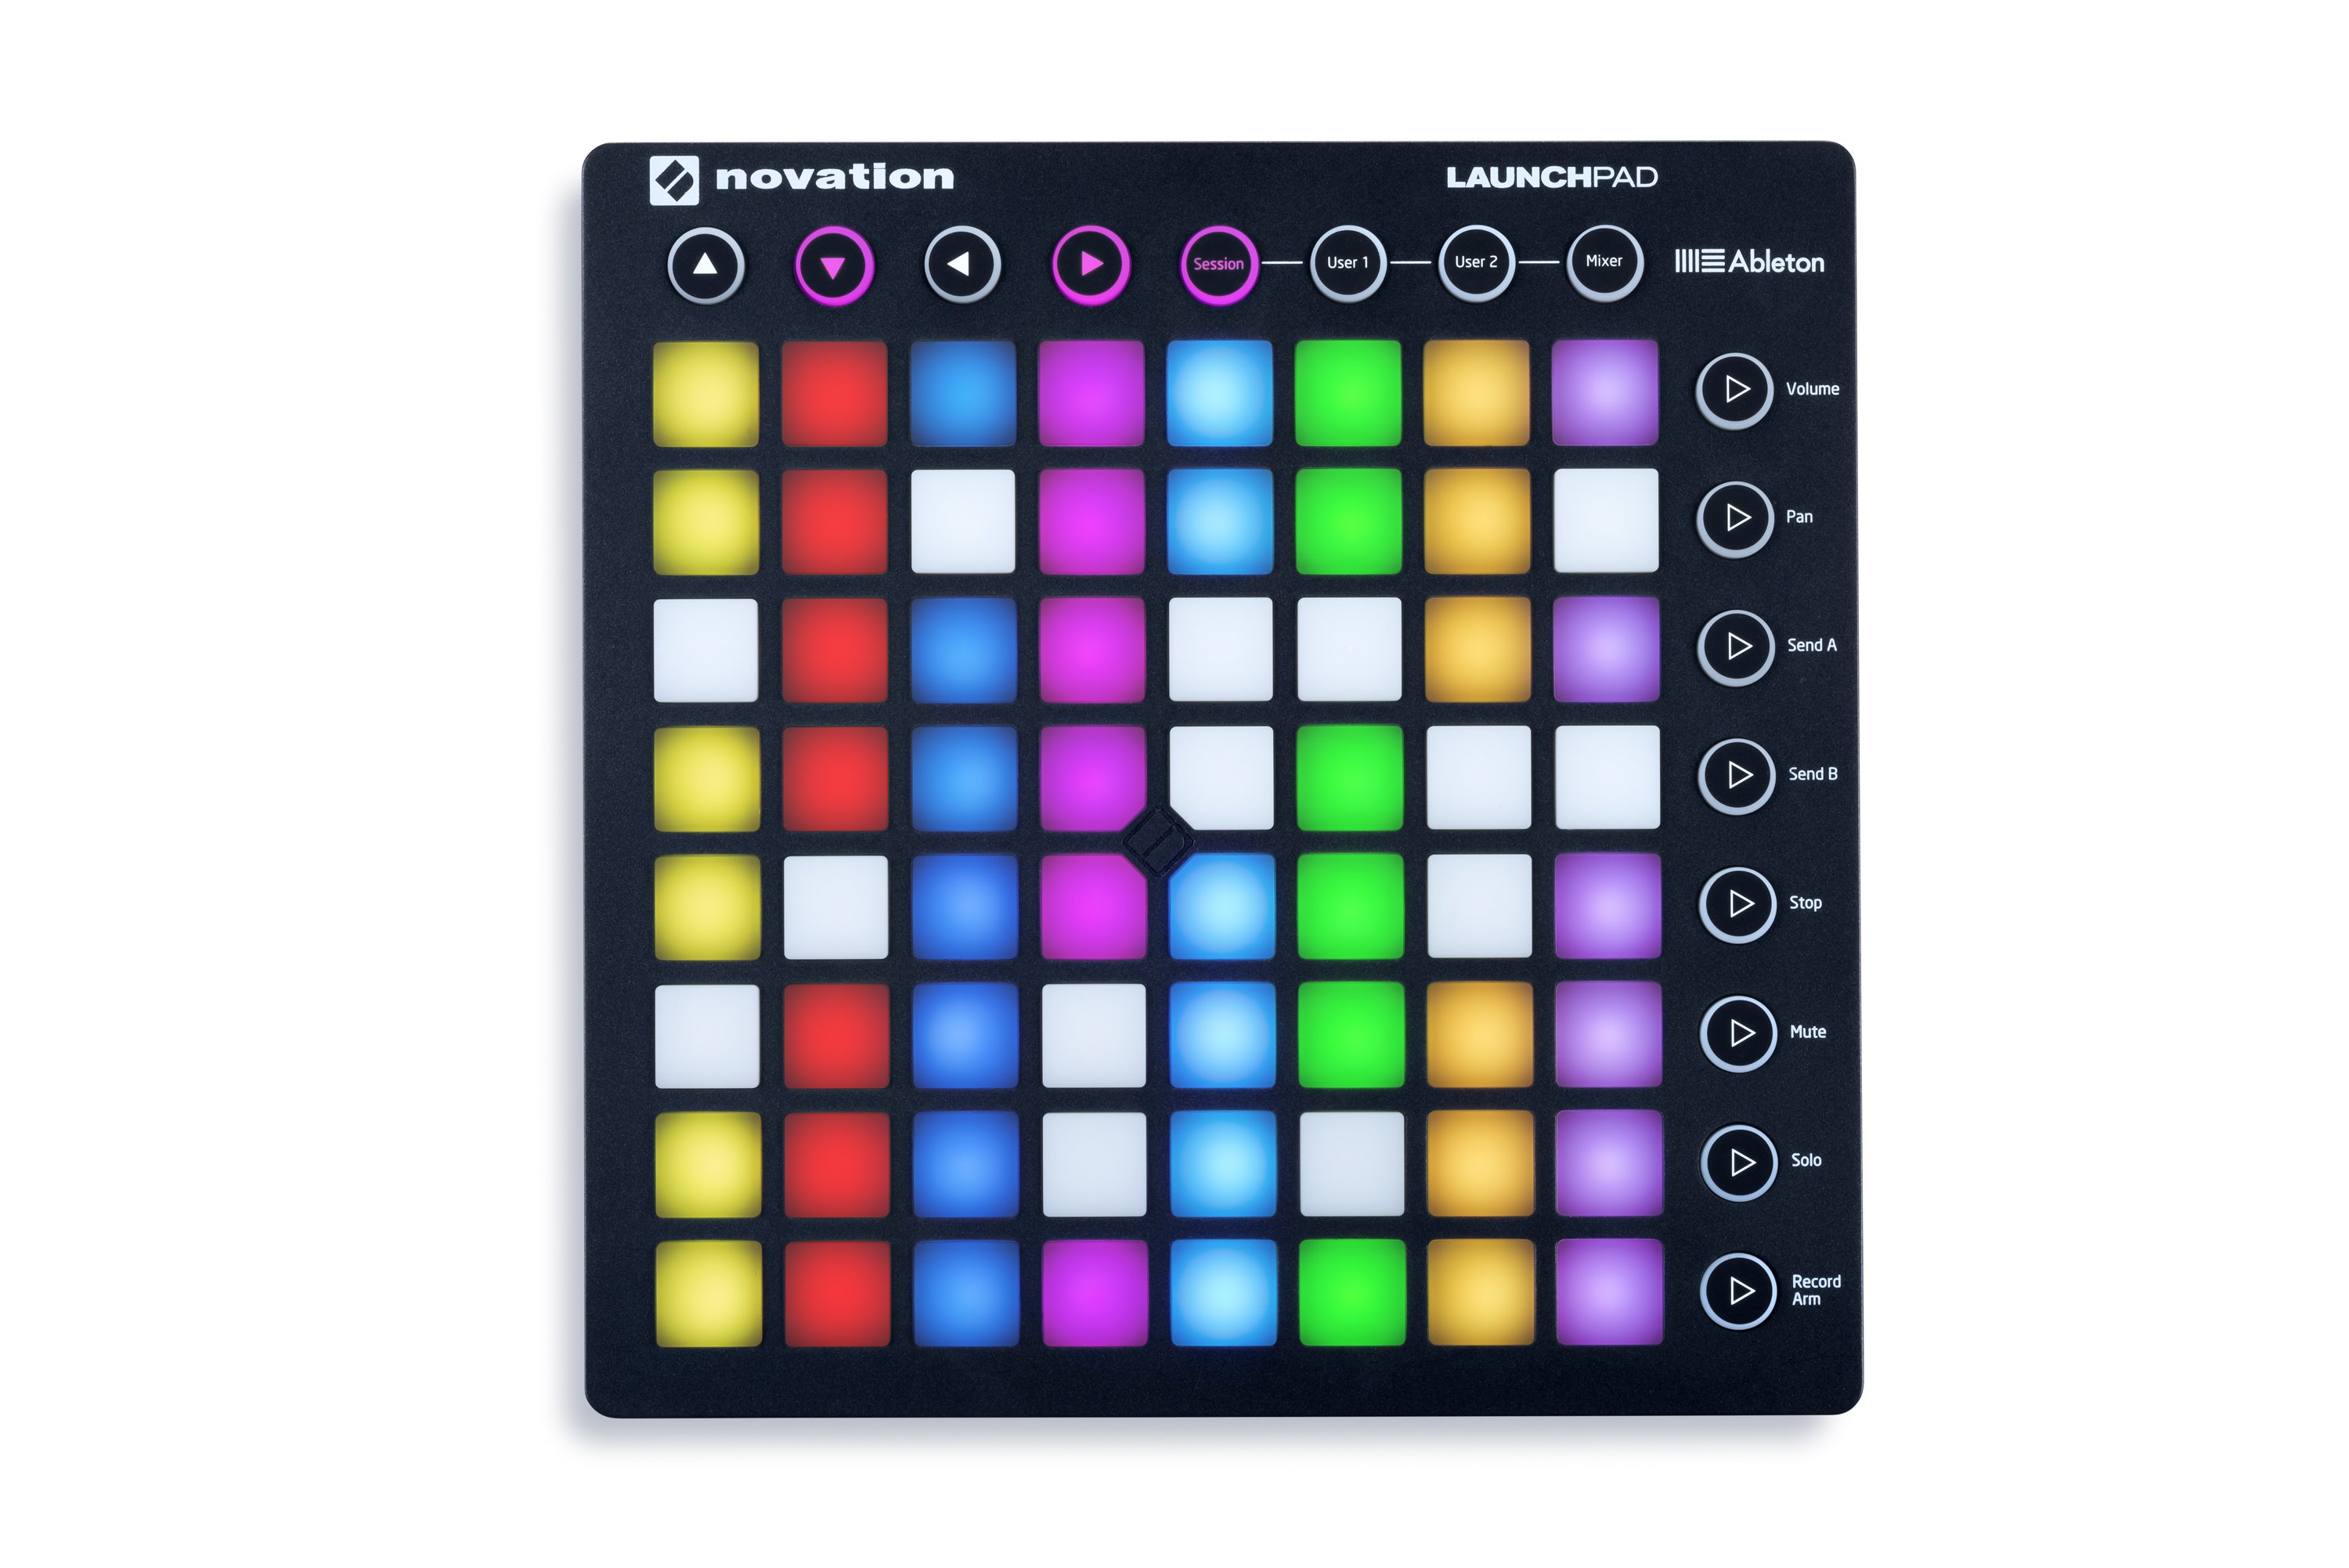 novation
LAUNCHPAD
Session
User 1
User 2
Mixer
Ableton
Volume
Pan
Send A
Send B
Stop
Mute
Solo
Record
Arm